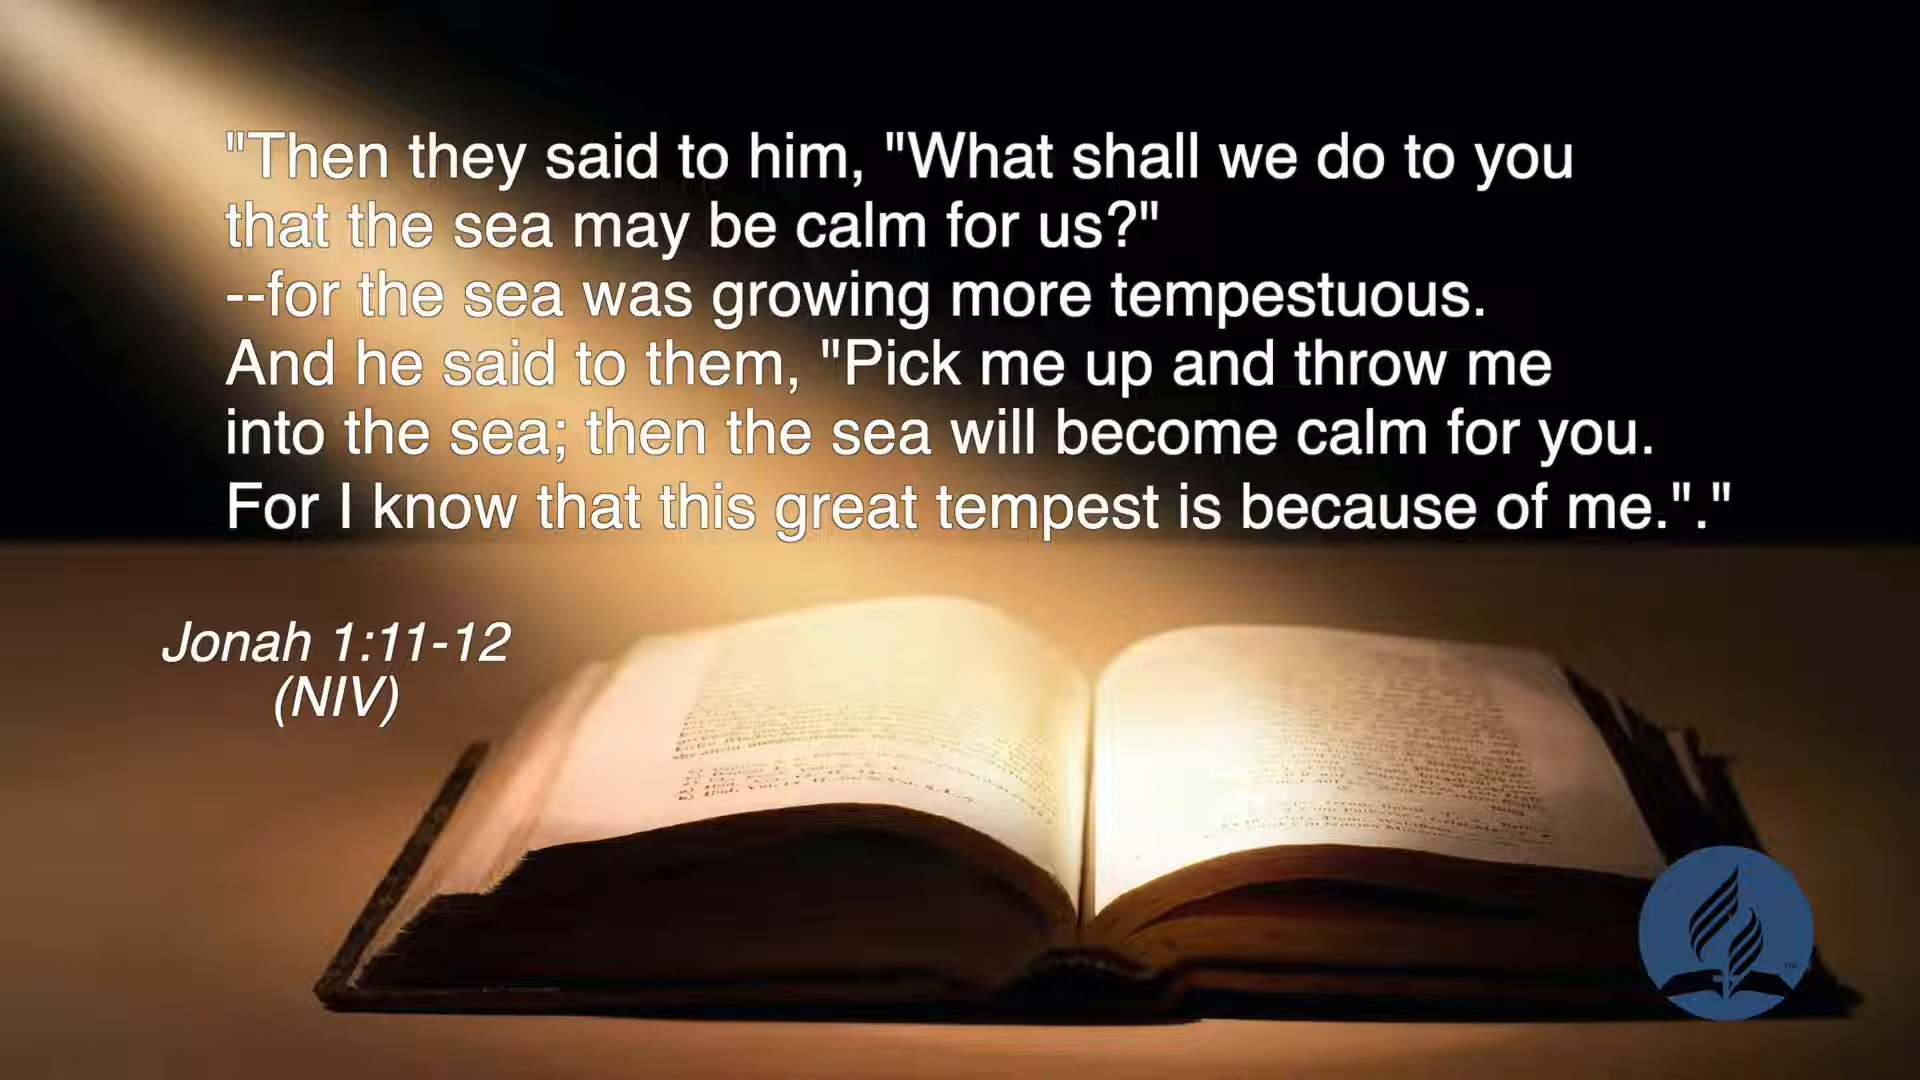 "Then they said to him, "What shall we do to you
that the sea may be calm for us?"
--for the sea was growing more tempestuous.
And he said to them, "Pick me up and throw me
into the sea; then the sea will become calm for you.
For I know that this great tempest is because of me."."
Jonah 1:11-12
(NIV)